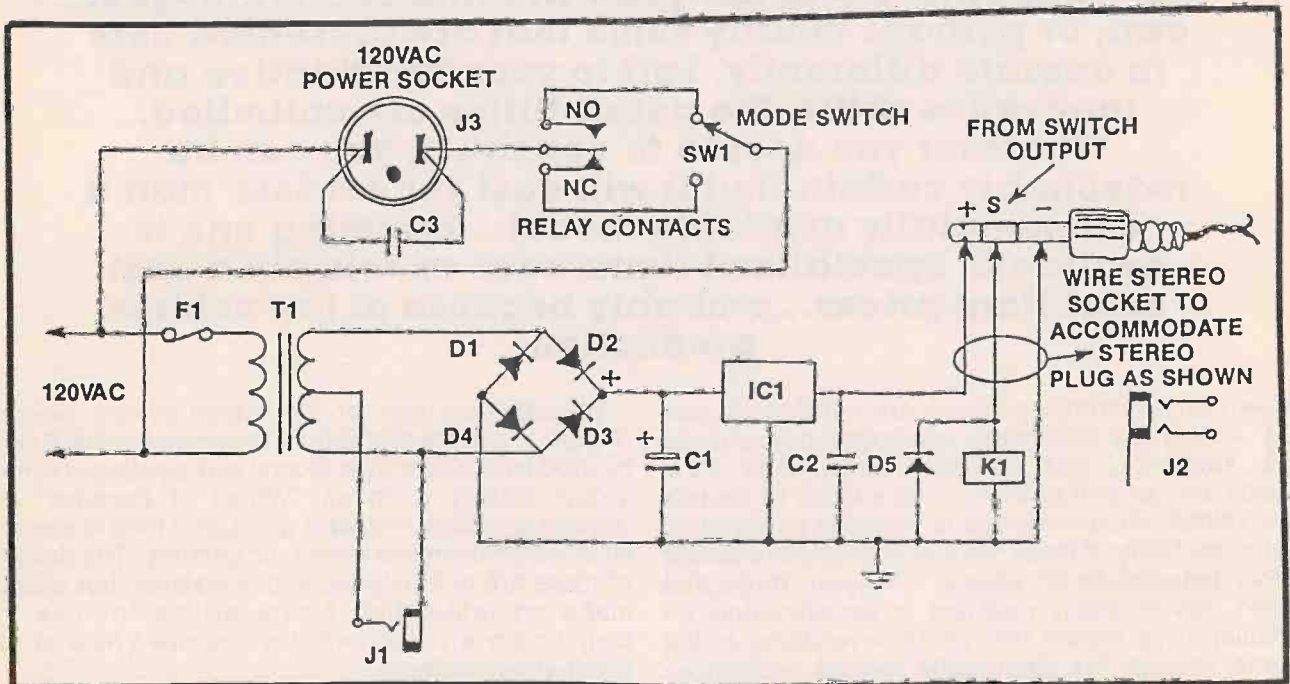 120VAC
POWER SOCKET
J3
NO
NC
RELAY CONTACTS
MODE SWITCH
SW1
FROM SWITCH
OUTPUT
+ S −
C3
F1
T1
120VAC
D1
D2
+
D4
D3
IC1
+
C1
C2
D5
K1
WIRE STEREO
SOCKET TO
ACCOMMODATE
STEREO
PLUG AS SHOWN
J2
J1